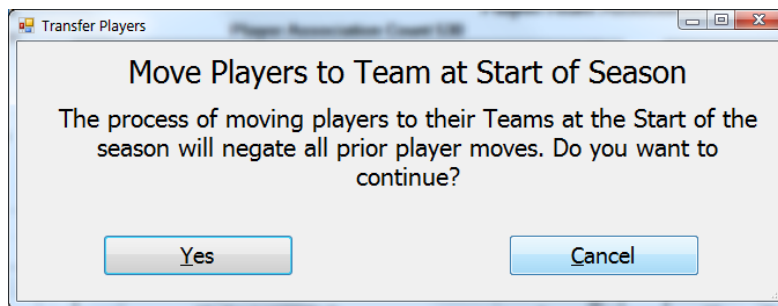 Transfer Players
Move Players to Team at Start of Season
The process of moving players to their Teams at the Start of the
season will negate all prior player moves. Do you want to
continue?
Yes
Cancel